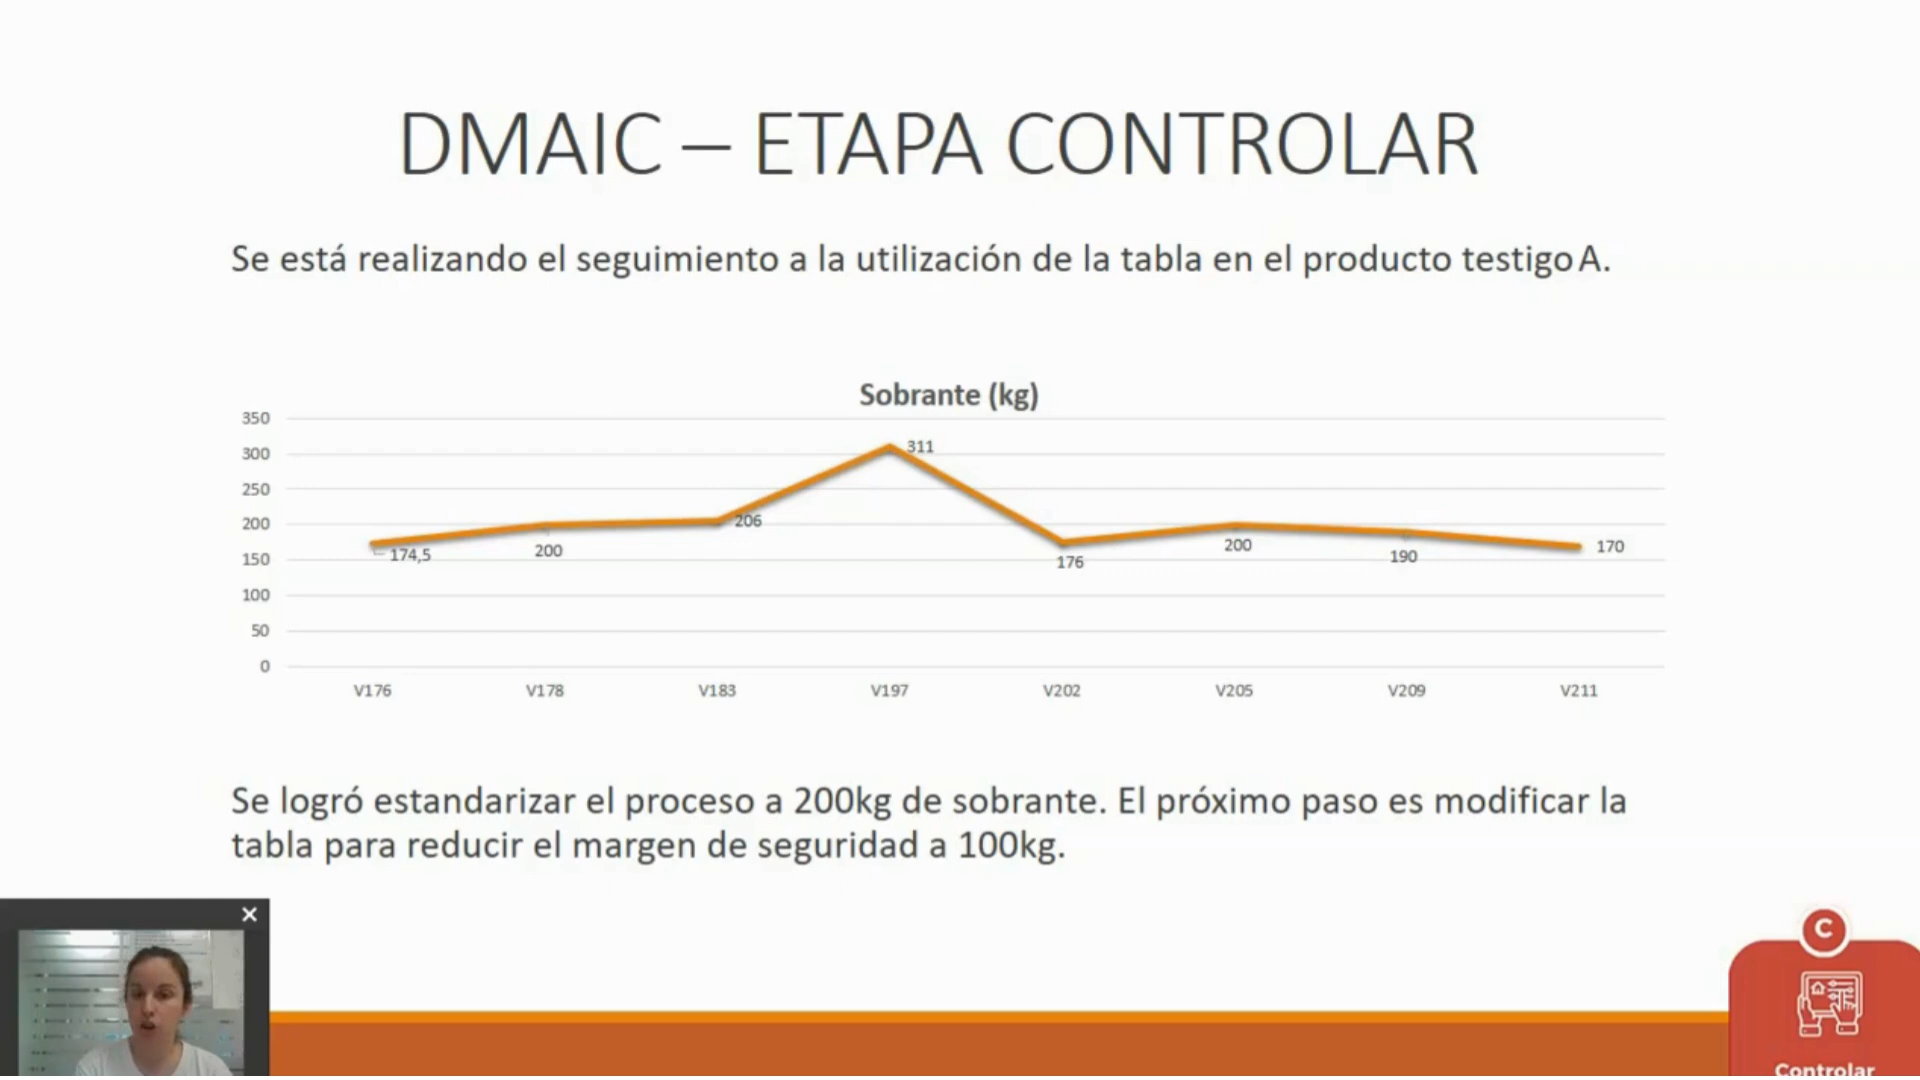 DMAIC – ETAPA CONTROLAR
Se está realizando el seguimiento a la utilización de la tabla en el producto testigo A.
Sobrante (kg)
350
300
250
200
150
100
50
0
311
206
174,5
200
176
200
190
170
V176 V178 V183 V197 V202 V205 V209 V211
Se logró estandarizar el proceso a 200kg de sobrante. El próximo paso es modificar la
tabla para reducir el margen de seguridad a 100kg.
C
Controlar